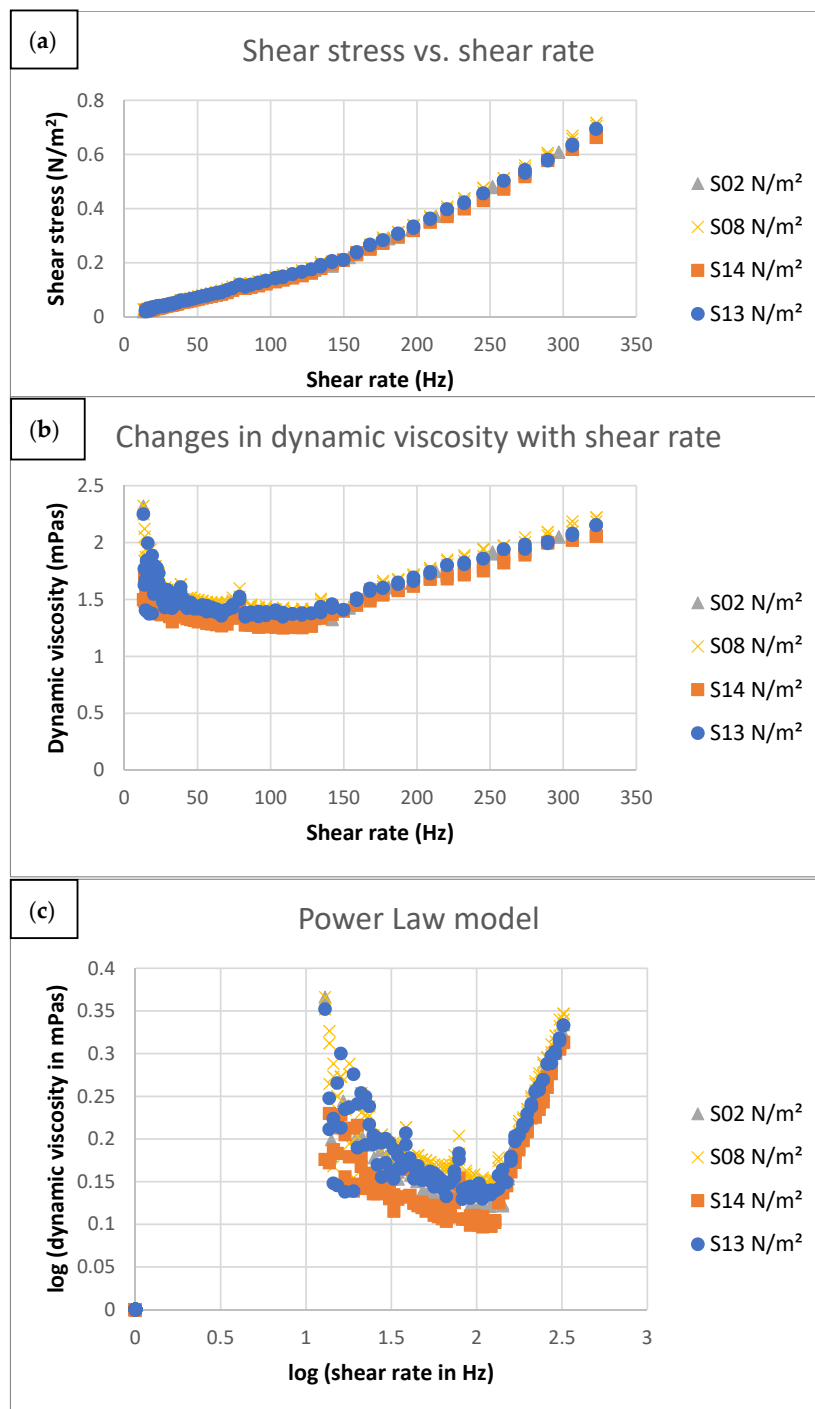 (a)
Shear stress vs. shear rate
Shear stress (N/m²)
0.8
0.6
0.4
0.2
0
0 50 100 150 200 250 300 350
Shear rate (Hz)
S02 N/m²
S08 N/m²
S14 N/m²
S13 N/m²
(b)
Changes in dynamic viscosity with shear rate
Dynamic viscosity (mPas)
2.5
2
1.5
1
0.5
0
0 50 100 150 200 250 300 350
Shear rate (Hz)
S02 N/m²
S08 N/m²
S14 N/m²
S13 N/m²
(c)
Power Law model
log (dynamic viscosity in mPas)
0.4
0.35
0.3
0.25
0.2
0.15
0.1
0.05
0
0 0.5 1 1.5 2 2.5 3
log (shear rate in Hz)
S02 N/m²
S08 N/m²
S14 N/m²
S13 N/m²